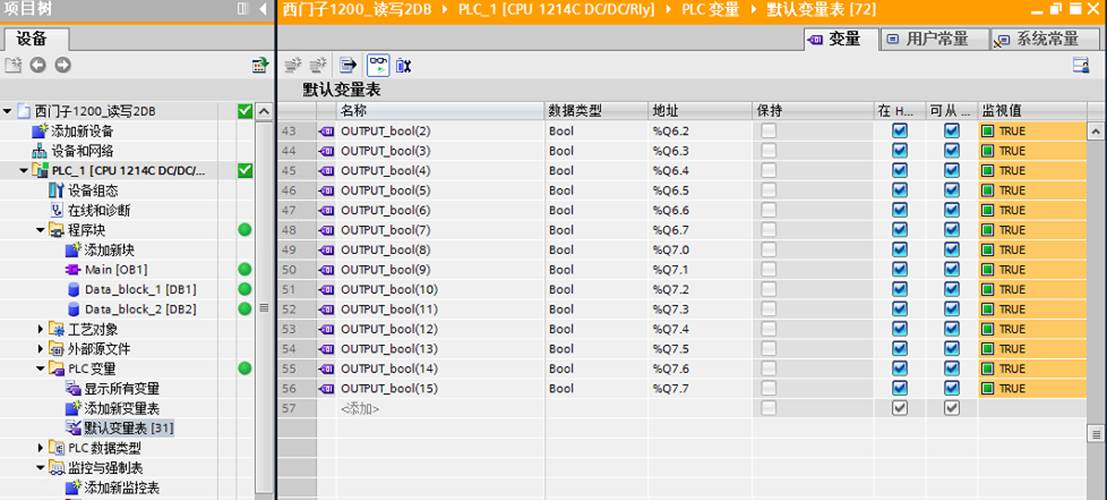 项目树
西门子1200_读写2DB ▸ PLC_1 [CPU 1214C DC/DC/Rly] ▸ PLC 变量 ▸ 默认变量表 [72]
设备
变量 用户常量 系统常量
默认变量表
名称 数据类型 地址 保持 在 H... 可从 ... 监视值
43 OUTPUT_bool(2) Bool %Q6.2 TRUE
44 OUTPUT_bool(3) Bool %Q6.3 TRUE
45 OUTPUT_bool(4) Bool %Q6.4 TRUE
46 OUTPUT_bool(5) Bool %Q6.5 TRUE
47 OUTPUT_bool(6) Bool %Q6.6 TRUE
48 OUTPUT_bool(7) Bool %Q6.7 TRUE
49 OUTPUT_bool(8) Bool %Q7.0 TRUE
50 OUTPUT_bool(9) Bool %Q7.1 TRUE
51 OUTPUT_bool(10) Bool %Q7.2 TRUE
52 OUTPUT_bool(11) Bool %Q7.3 TRUE
53 OUTPUT_bool(12) Bool %Q7.4 TRUE
54 OUTPUT_bool(13) Bool %Q7.5 TRUE
55 OUTPUT_bool(14) Bool %Q7.6 TRUE
56 OUTPUT_bool(15) Bool %Q7.7 TRUE
57 <添加>
西门子1200_读写2DB
添加新设备
设备和网络
PLC_1 [CPU 1214C DC/DC/...
设备组态
在线和诊断
程序块
添加新块
Main [OB1]
Data_block_1 [DB1]
Data_block_2 [DB2]
工艺对象
外部源文件
PLC 变量
显示所有变量
添加新变量表
默认变量表 [31]
PLC 数据类型
监控与强制表
添加新监控表